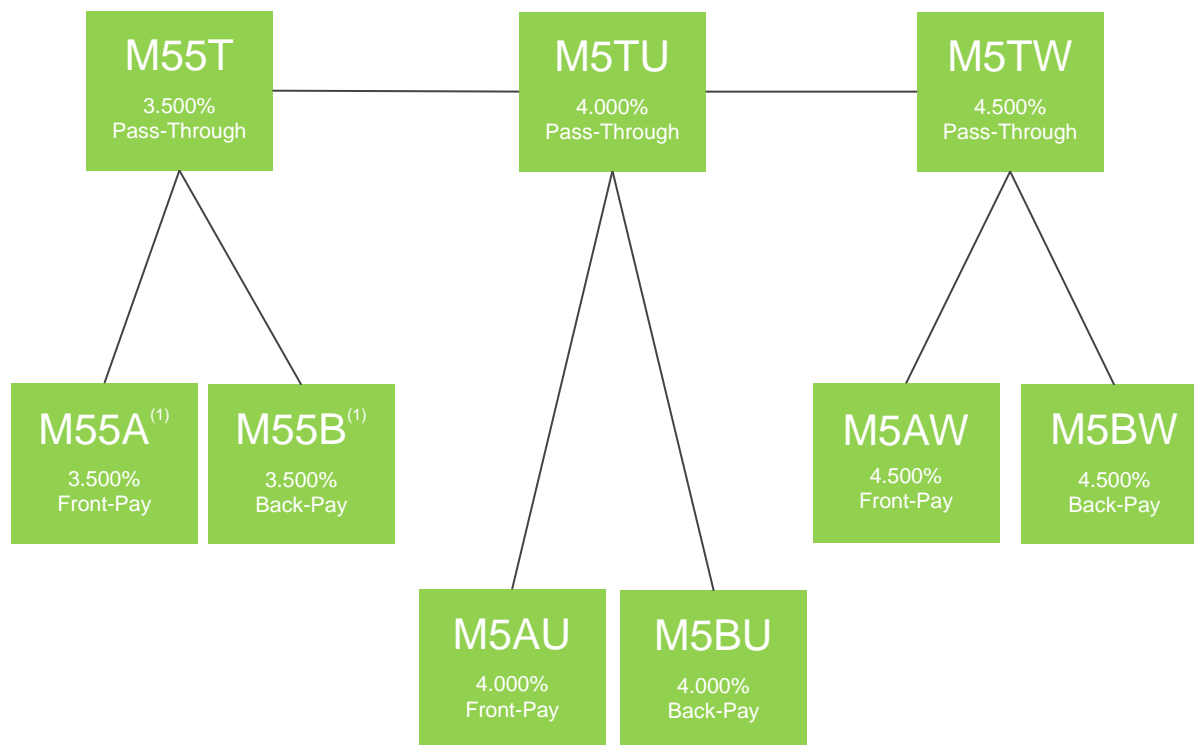 M55T
3.500%
Pass-Through
M5TU
4.000%
Pass-Through
M5TW
4.500%
Pass-Through
M55A(1)
3.500%
Front-Pay
M55B(1)
3.500%
Back-Pay
M5AW
4.500%
Front-Pay
M5BW
4.500%
Back-Pay
M5AU
4.000%
Front-Pay
M5BU
4.000%
Back-Pay